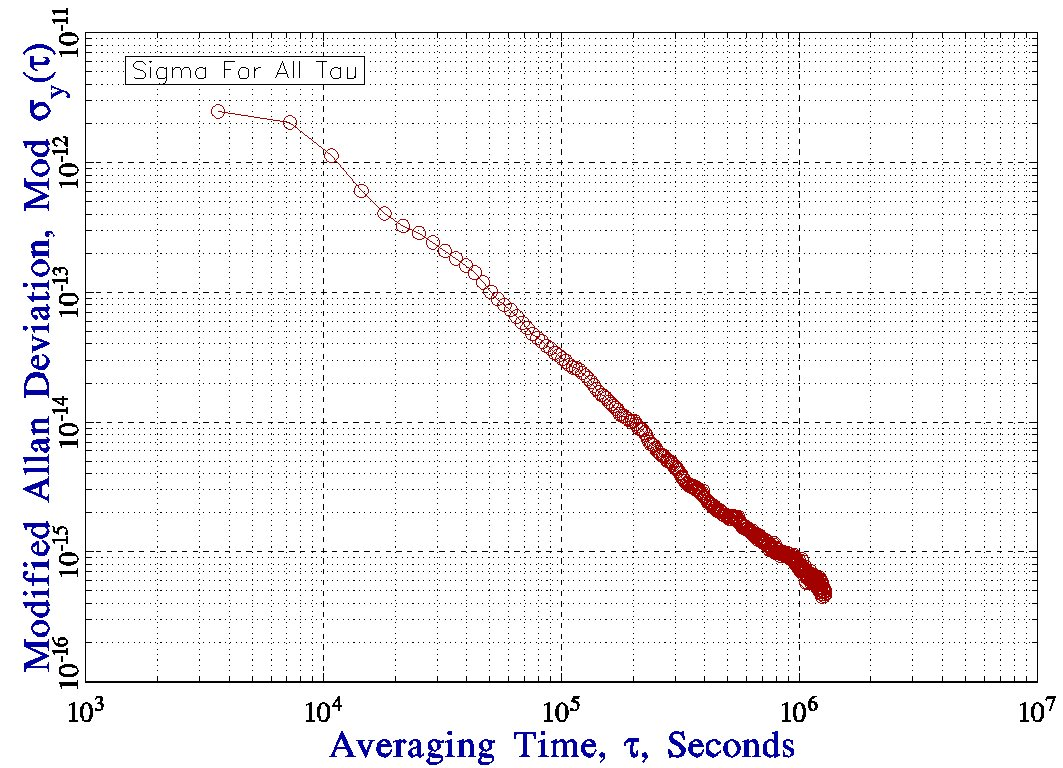 Sigma For All Tau
Modified Allan Deviation, Mod σ_y(τ)
10^-11
10^-12
10^-13
10^-14
10^-15
10^-16
10^3 10^4 10^5 10^6 10^7
Averaging Time, τ, Seconds